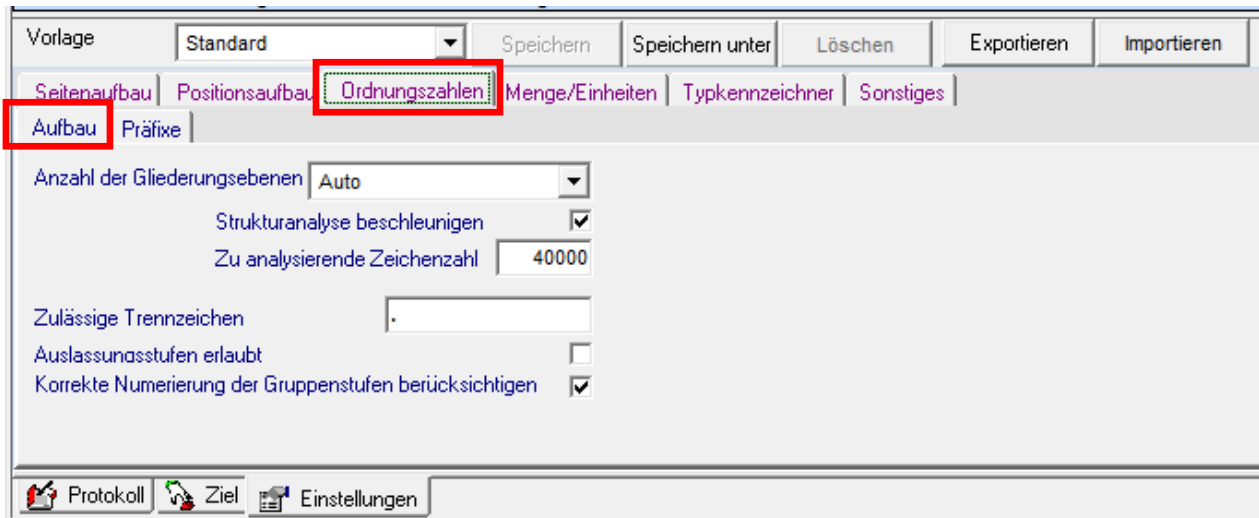 Vorlage Standard Speichern Speichern unter Löschen Exportieren Importieren
Seitenaufbau Positionsaufbau Ordnungszahlen Menge/Einheiten Typkennzeichner Sonstiges
Aufbau Präfixe
Anzahl der Gliederungsebenen Auto
Strukturanalyse beschleunigen
Zu analysierende Zeichenzahl 40000
Zulässige Trennzeichen .
Auslassungsstufen erlaubt
Korrekte Numerierung der Gruppenstufen berücksichtigen
Protokoll Ziel Einstellungen